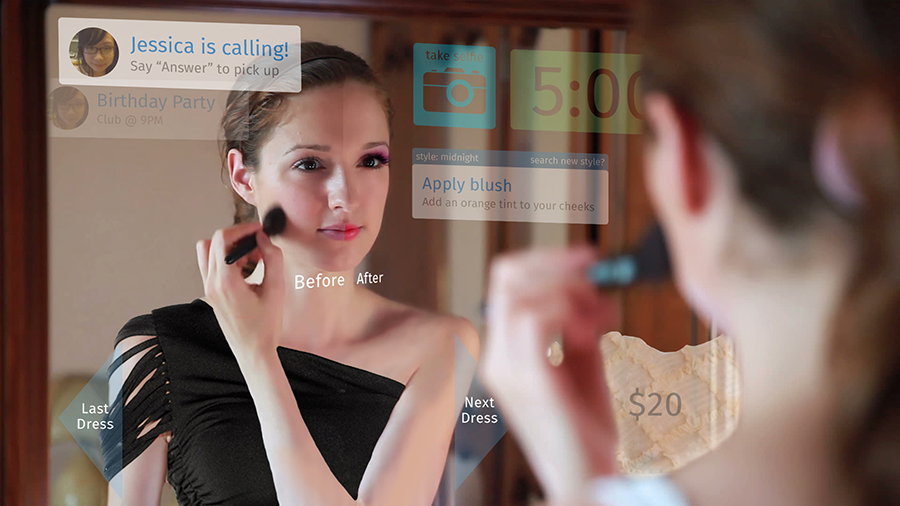 Jessica is calling!
Say “Answer” to pick up
Birthday Party
Club @ 9PM
take selfie
5:00
style: midnight
search new style?
Apply blush
Add an orange tint to your cheeks
Before
After
Last
Dress
Next
Dress
$20